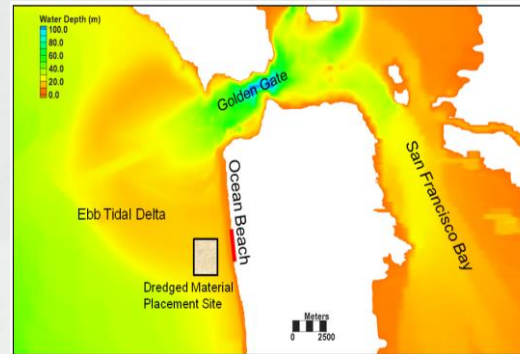 Water Depth (m)
100.0
80.0
60.0
40.0
20.0
0.0
Golden Gate
San Francisco Bay
Ocean Beach
Ebb Tidal Delta
Dredged Material
Placement Site
Meters
0 2500